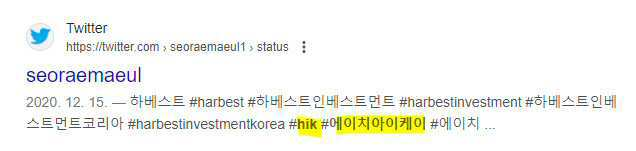 Twitter
https://twitter.com › seoraemaeul1 › status
seoraemaeul
2020. 12. 15. — 하베스트 #harbest #하베스트인베스트먼트 #harbestinvestment #하베스트인베
스트먼트코리아 #harbestinvestmentkorea #hik #에이치아이케이 #에이치 ...